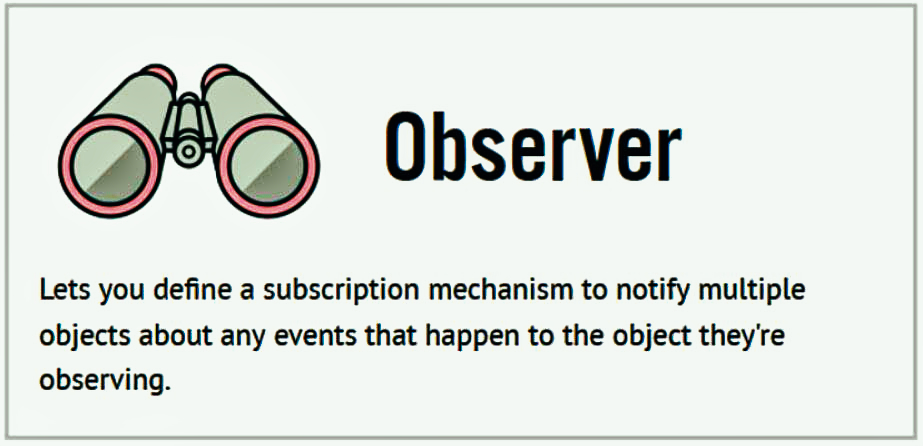 Observer
Lets you define a subscription mechanism to notify multiple
objects about any events that happen to the object they're
observing.